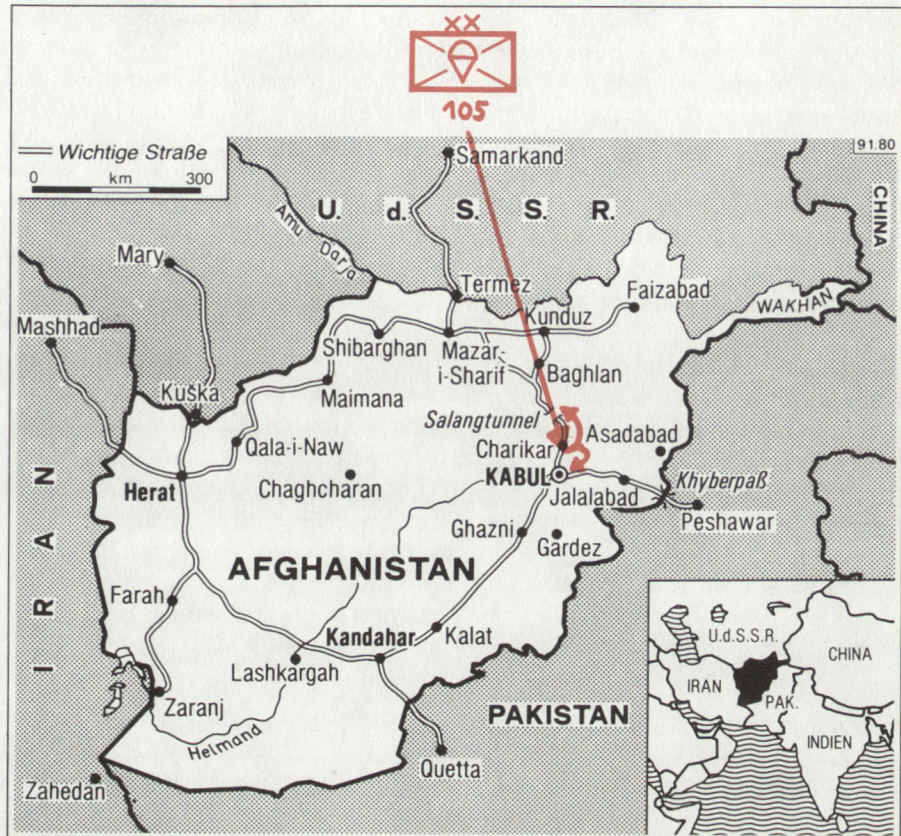 XX
105
Wichtige Straße
0 km 300
91.80
Samarkand
U. d. S. S. R.
CHINA
Amu Darja
Mary
Termez
Faizabad
WAKHAN
Mashhad
Kunduz
Shibarghan
Mazar-
i-Sharif
Baghlan
Maimana
Kuška
Salangtunnel
Asadabad
Qala-i-Naw
Charikar
Herat
Chaghcharan
KABUL
Khyberpaß
Jalalabad
Peshawar
IRAN
Ghazni
Gardez
AFGHANISTAN
Farah
Kandahar
Kalat
Lashkargah
Zaranj
PAKISTAN
Helmand
Quetta
Zahedan
U.d.S.S.R.
CHINA
IRAN
PAK.
INDIEN